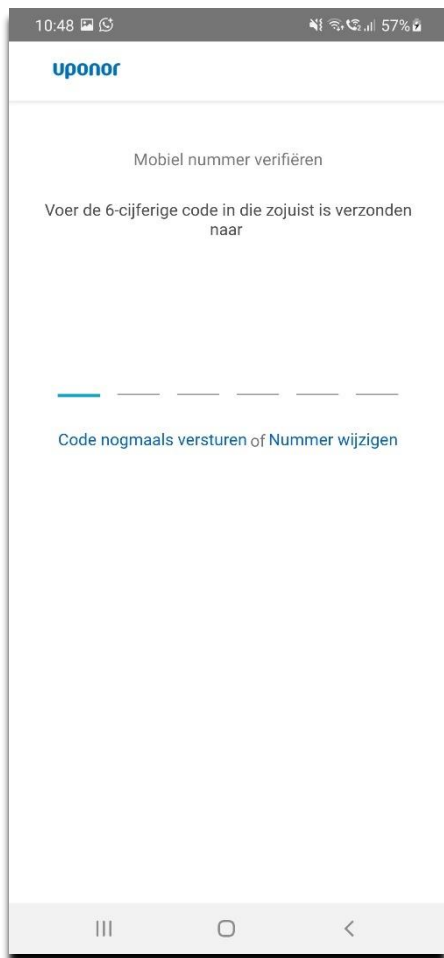 10:48 57%
uponor
Mobiel nummer verifiëren
Voer de 6-cijferige code in die zojuist is verzonden
naar
Code nogmaals versturen of Nummer wijzigen